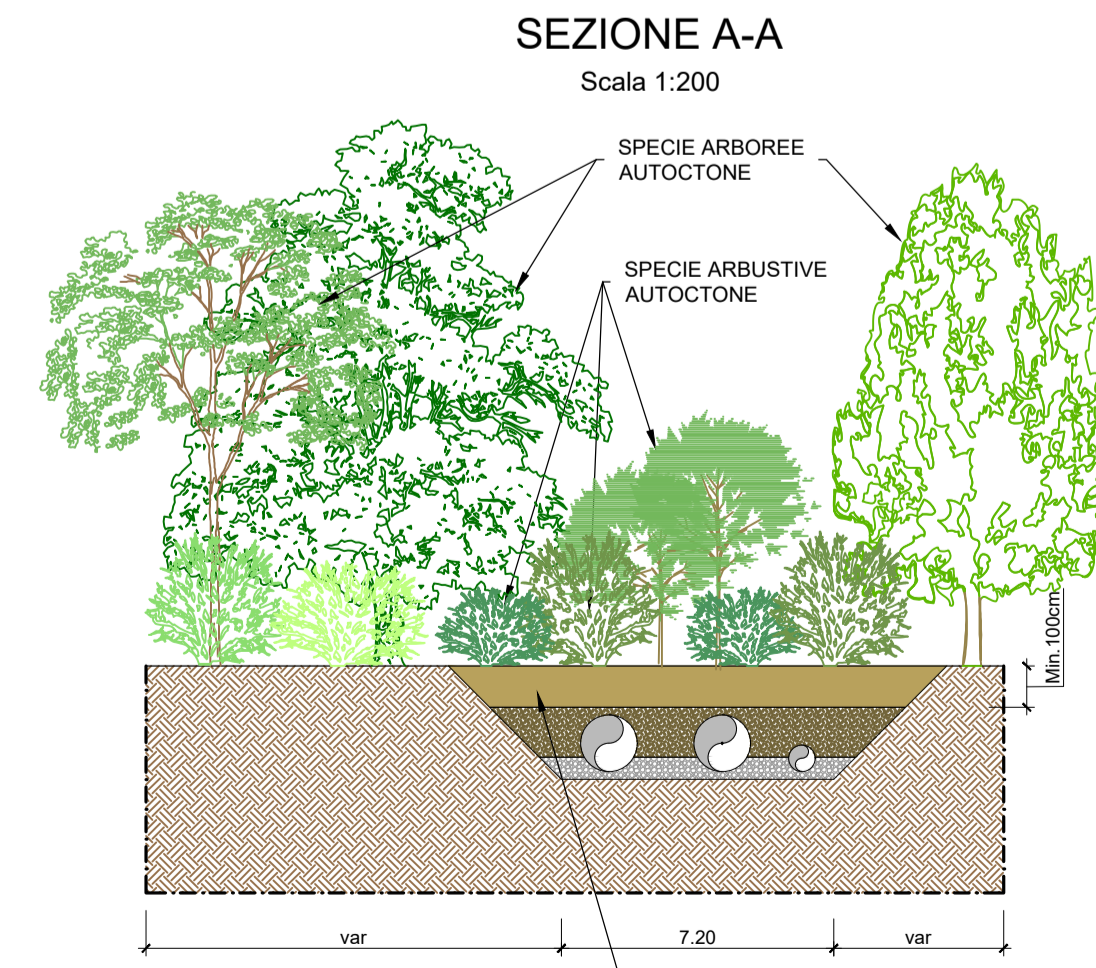 SEZIONE A-A
Scala 1:200
SPECIE ARBOREE
AUTOCTONE
SPECIE ARBUSTIVE
AUTOCTONE
Min.100cm
var
7.20
var